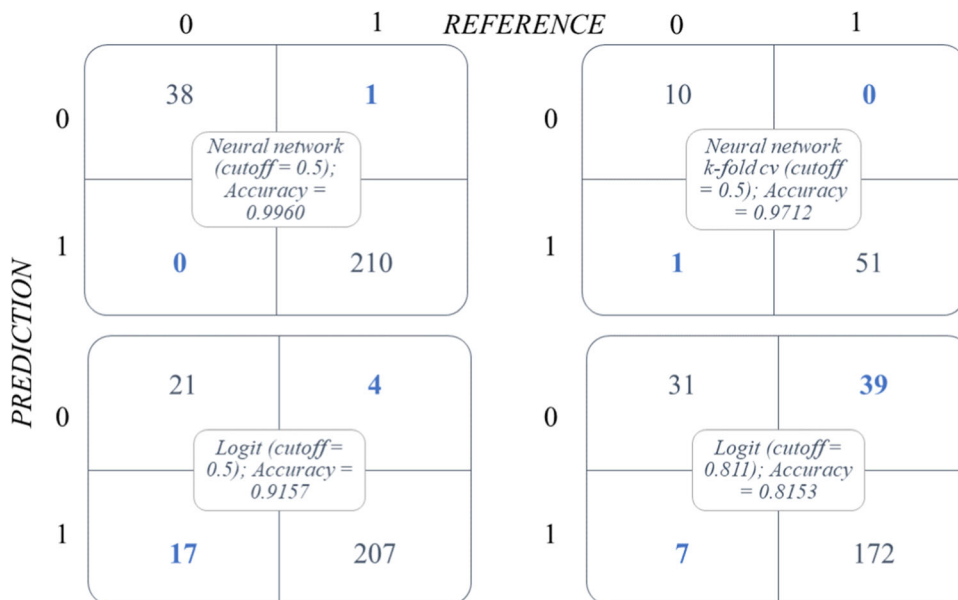 0 1 REFERENCE 0 1
PREDICTION
0
38 1
Neural network
(cutoff = 0.5);
Accuracy =
0.9960
1
0 210
0
10 0
Neural network
k-fold cv (cutoff
= 0.5); Accuracy
= 0.9712
1
1 51
0
21 4
Logit (cutoff =
0.5); Accuracy =
0.9157
1
17 207
0
31 39
Logit (cutoff =
0.811); Accuracy
= 0.8153
1
7 172